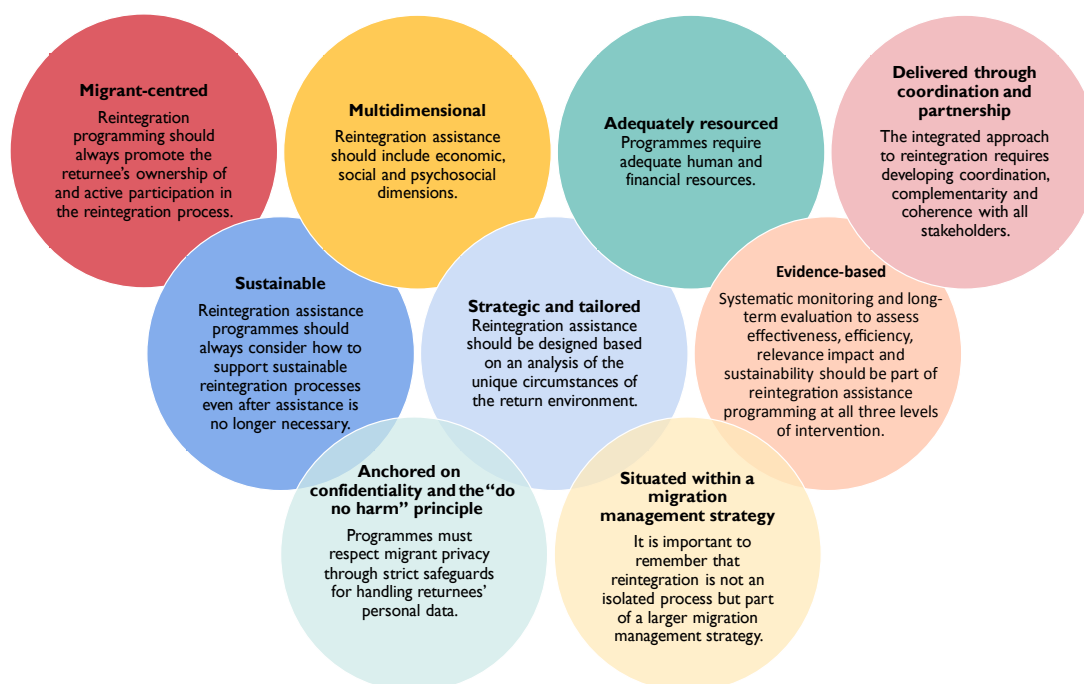 Migrant-centred
Reintegration
programming should
always promote the
returnee's ownership of
and active participation in
the reintegration process.
Multidimensional
Reintegration assistance
should include economic,
social and psychosocial
dimensions.
Adequately resourced
Programmes require
adequate human and
financial resources.
Delivered through
coordination and
partnership
The integrated approach
to reintegration requires
developing coordination,
complementarity and
coherence with all
stakeholders.
Sustainable
Reintegration assistance
programmes should
always consider how to
support sustainable
reintegration processes
even after assistance is
no longer necessary.
Strategic and tailored
Reintegration assistance
should be designed based
on an analysis of the
unique circumstances of
the return environment.
Evidence-based
Systematic monitoring and long-
term evaluation to assess
effectiveness, efficiency,
relevance impact and
sustainability should be part of
reintegration assistance
programming at all three levels
of intervention.
Anchored on
confidentiality and the “do
no harm” principle
Programmes must
respect migrant privacy
through strict safeguards
for handling returnees'
personal data.
Situated within a
migration
management strategy
It is important to
remember that
reintegration is not an
isolated process but part
of a larger migration
management strategy.